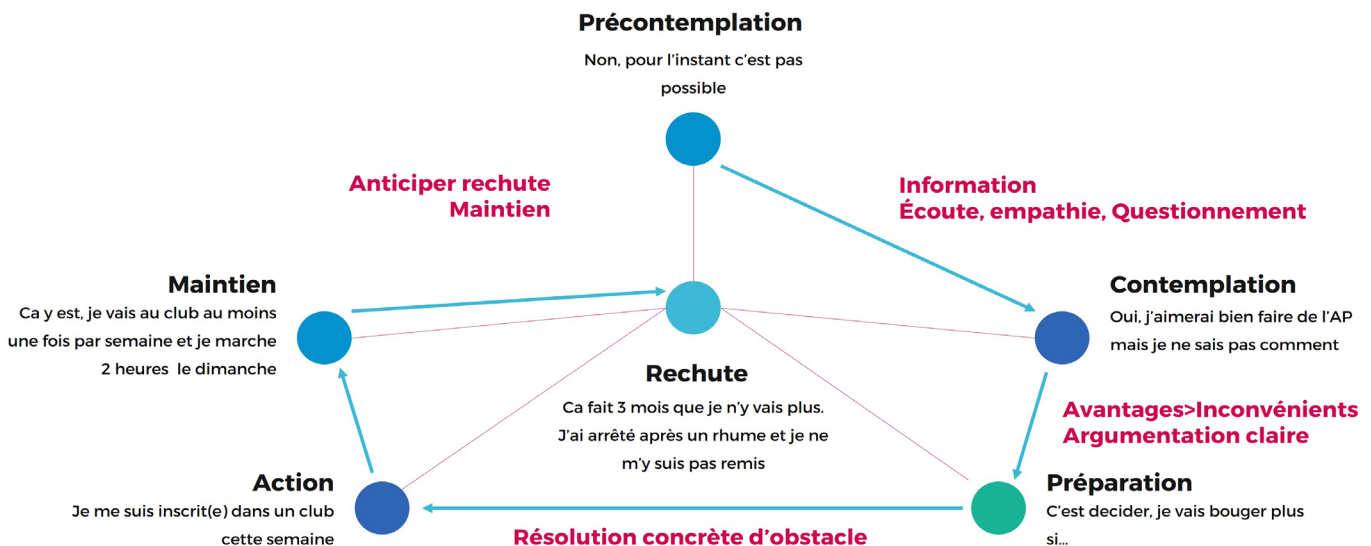 Précontemplation
Non, pour l'instant c'est pas
possible
Anticiper rechute
Maintien
Information
Écoute, empathie, Questionnement
Maintien
Ca y est, je vais au club au moins
une fois par semaine et je marche
2 heures le dimanche
Contemplation
Oui, j'aimerai bien faire de l'AP
mais je ne sais pas comment
Rechute
Ca fait 3 mois que je n'y vais plus.
J'ai arrêté après un rhume et je ne
m'y suis pas remis
Avantages>Inconvénients
Argumentation claire
Action
Je me suis inscrit(e) dans un club
cette semaine
Préparation
C'est decider, je vais bouger plus
si...
Résolution concrète d'obstacle